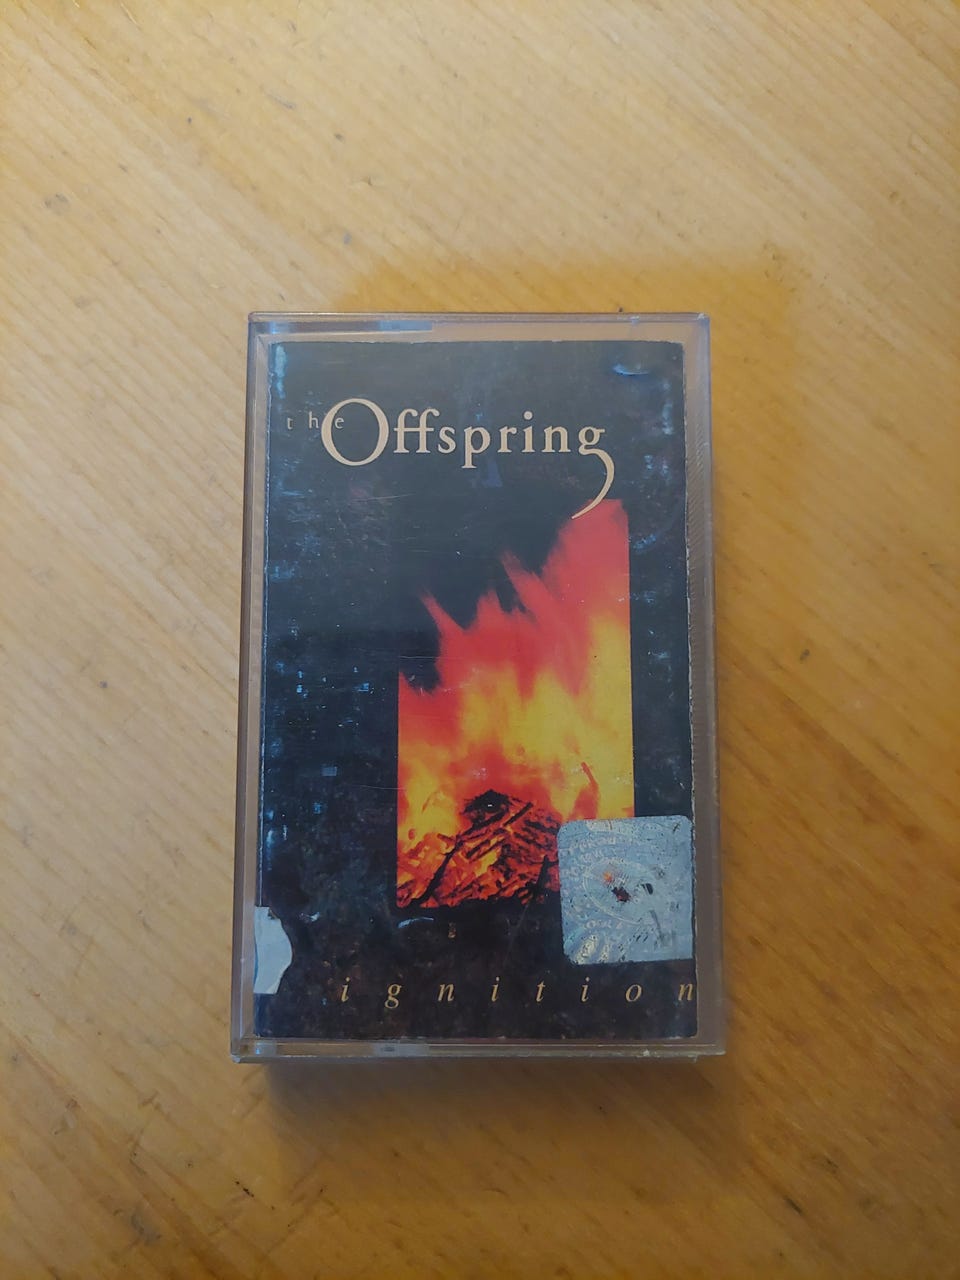 the Offspring
ignition